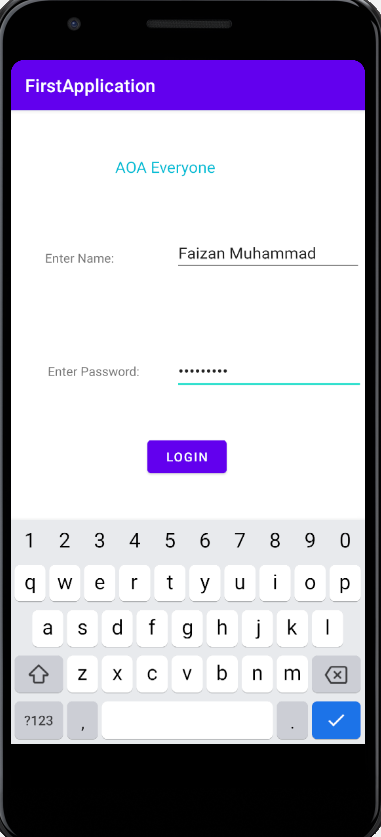 FirstApplication
AOA Everyone
Enter Name: Faizan Muhammad
Enter Password: •••••••••
LOGIN
1 2 3 4 5 6 7 8 9 0
q w e r t y u i o p
a s d f g h j k l
z x c v b n m
?123 , .